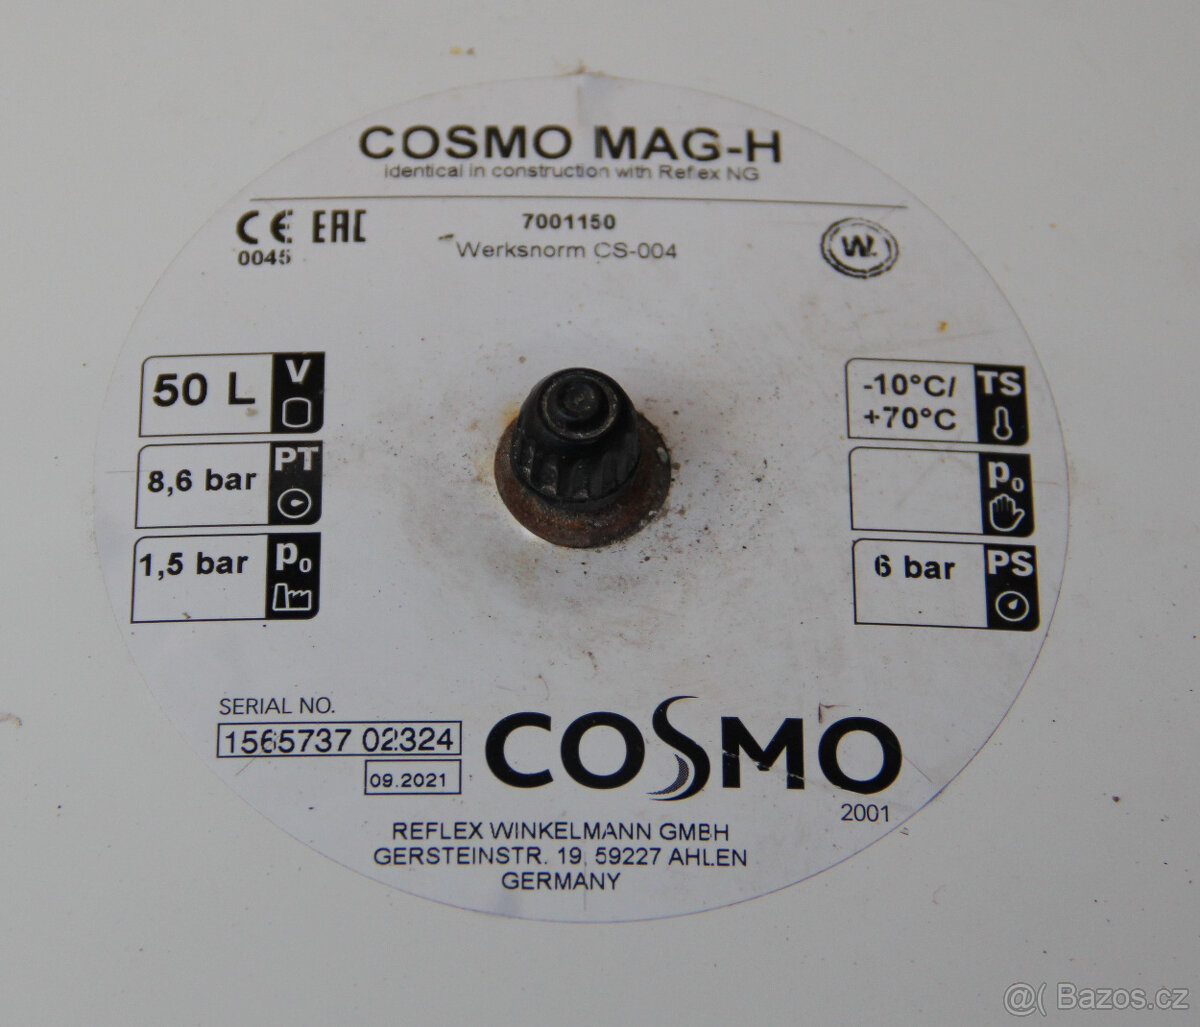 COSMO MAG-H
identical in construction with Reflex NG
CE EAC
0045
7001150
Werksnorm CS-004
W.
50 L V
8,6 bar PT
1,5 bar p₀
-10°C/ TS
+70°C
p₀
6 bar PS
SERIAL NO.
1565737 02324
09.2021
COSMO
2001
REFLEX WINKELMANN GMBH
GERSTEINSTR. 19, 59227 AHLEN
GERMANY
@( Bazos.cz